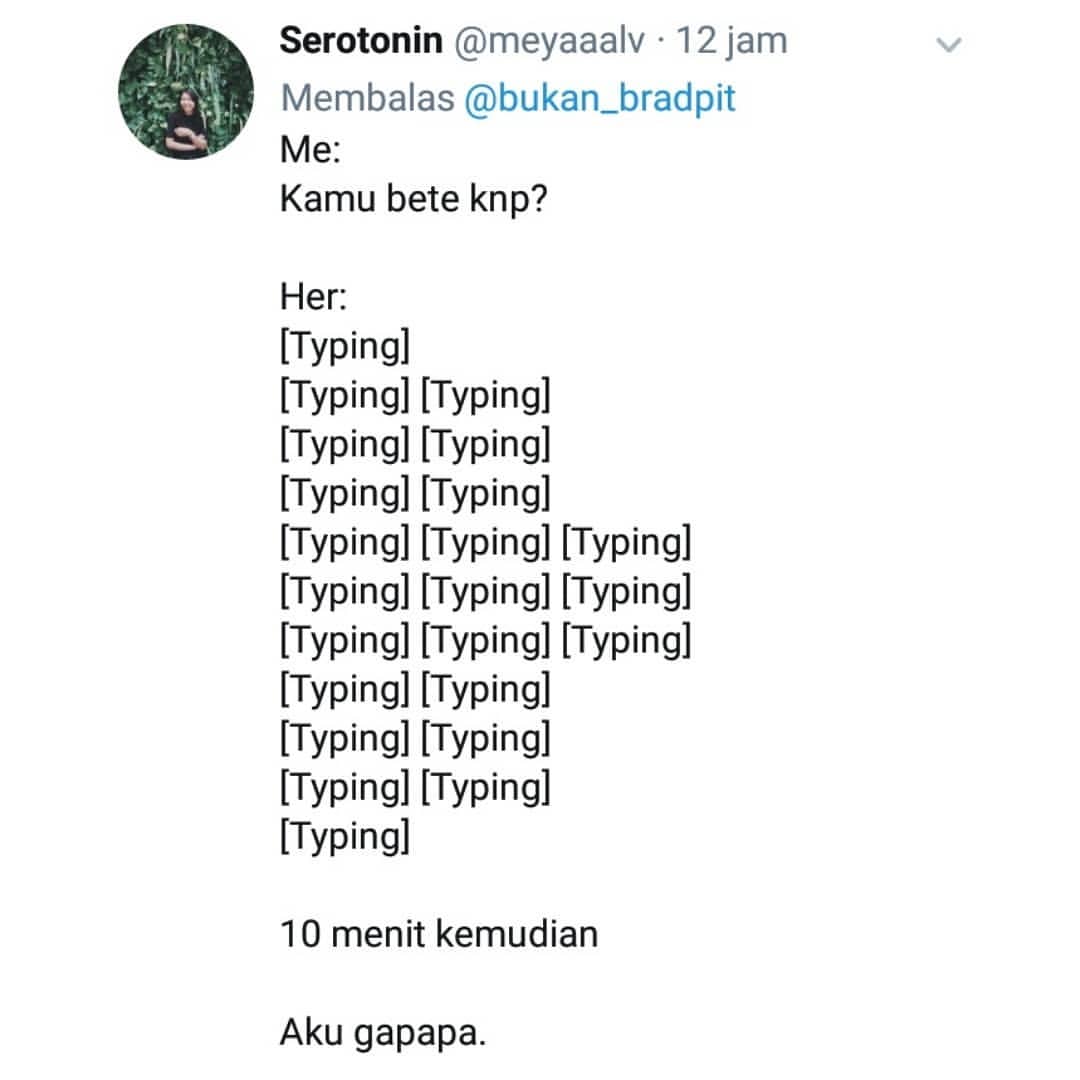 Serotonin @meyaaalv · 12 jam
Membalas @bukan_bradpit
Me:
Kamu bete knp?
Her:
[Typing]
[Typing] [Typing]
[Typing] [Typing]
[Typing] [Typing]
[Typing] [Typing] [Typing]
[Typing] [Typing] [Typing]
[Typing] [Typing] [Typing]
[Typing] [Typing]
[Typing] [Typing]
[Typing] [Typing]
[Typing]
10 menit kemudian
Aku gapapa.